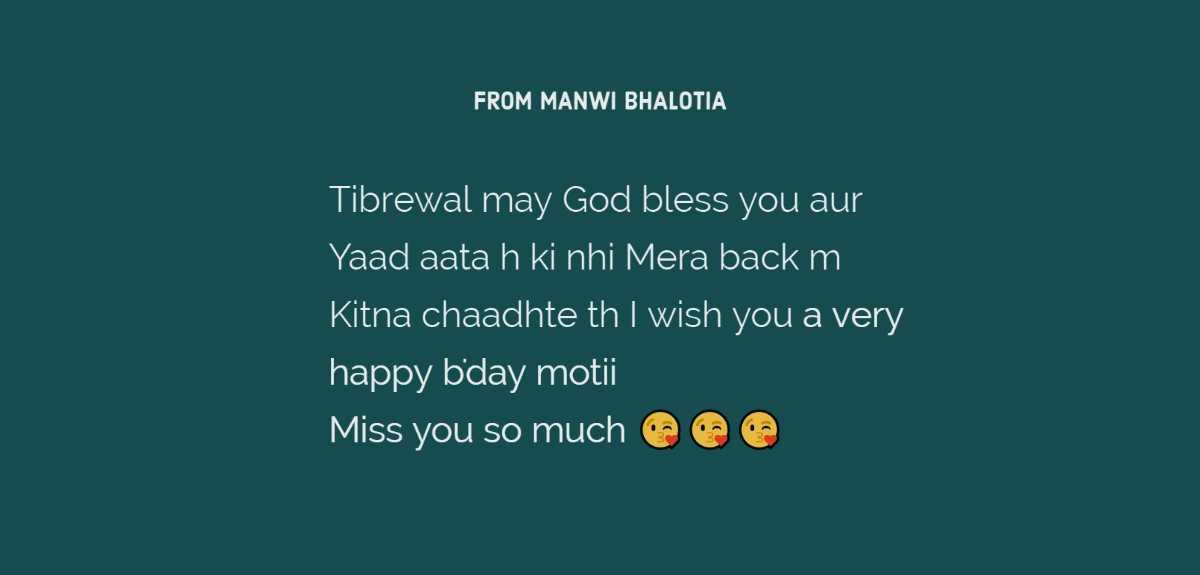 FROM MANWI BHALOTIA
Tibrewal may God bless you aur
Yaad aata h ki nhi Mera back m
Kitna chaadhte th I wish you a very
happy b'day motii
Miss you so much 😘😘😘